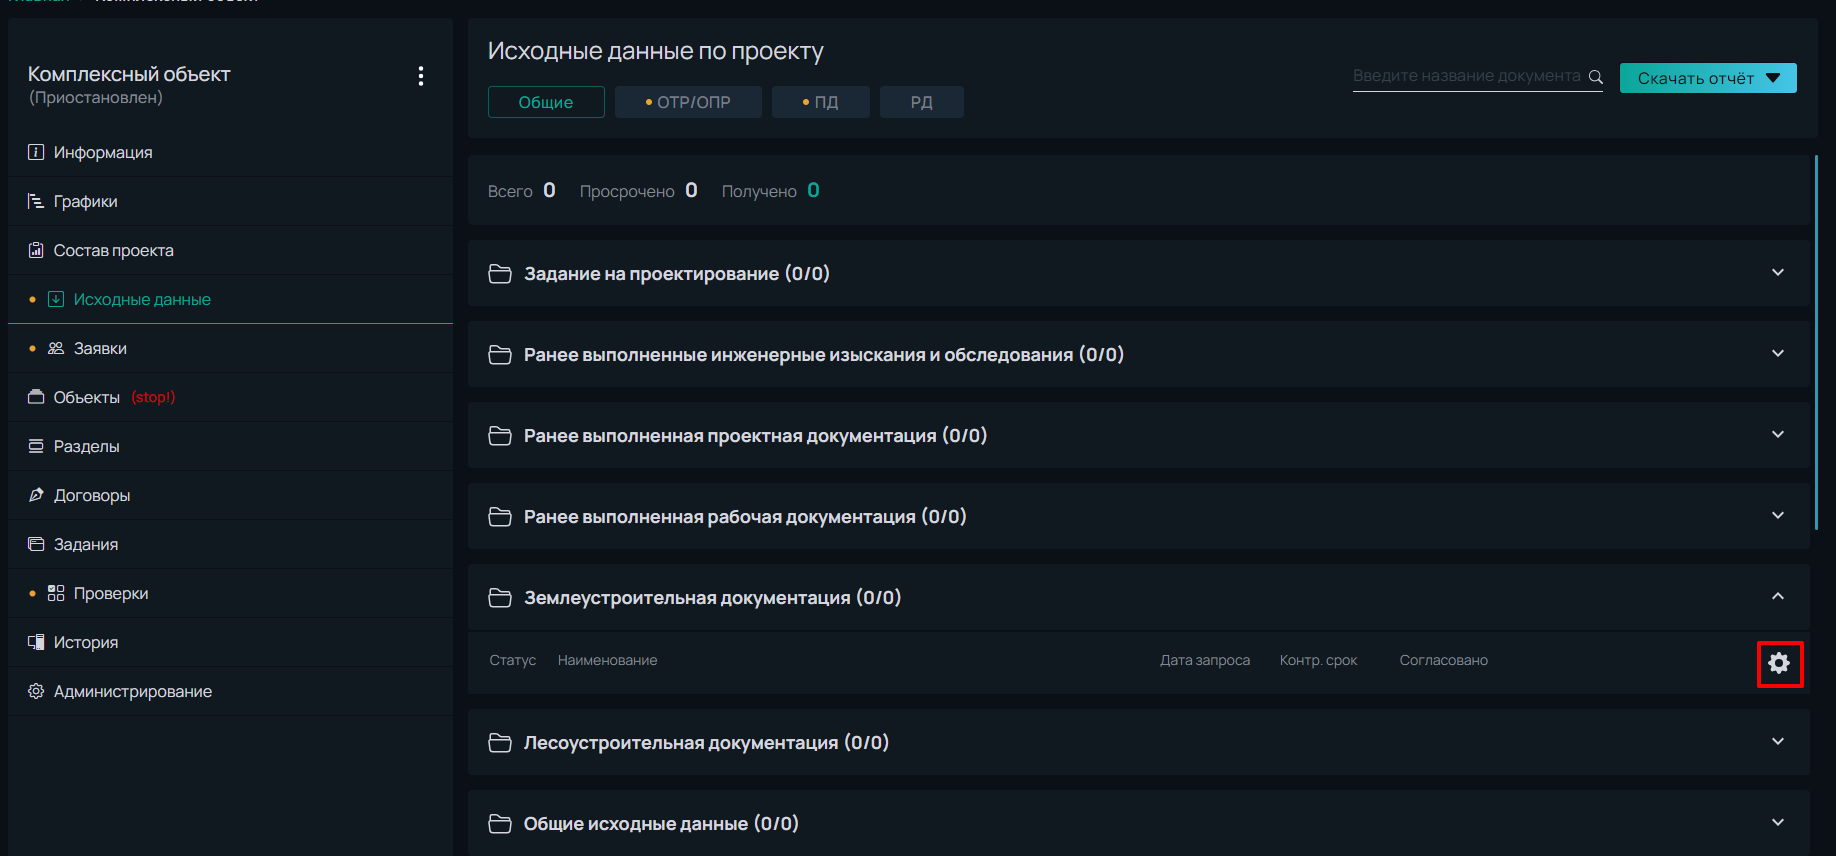 Комплексный объект
(Приостановлен)
Информация
Графики
Состав проекта
Исходные данные
Заявки
Объекты (stop!)
Разделы
Договоры
Задания
Проверки
История
Администрирование
Исходные данные по проекту
Общие
ОТР/ОПР
ПД
РД
Введите название документа
Скачать отчёт
Всего 0 Просрочено 0 Получено 0
Задание на проектирование (0/0)
Ранее выполненные инженерные изыскания и обследования (0/0)
Ранее выполненная проектная документация (0/0)
Ранее выполненная рабочая документация (0/0)
Землеустроительная документация (0/0)
Статус Наименование Дата запроса Контр. срок Согласовано
Лесоустроительная документация (0/0)
Общие исходные данные (0/0)